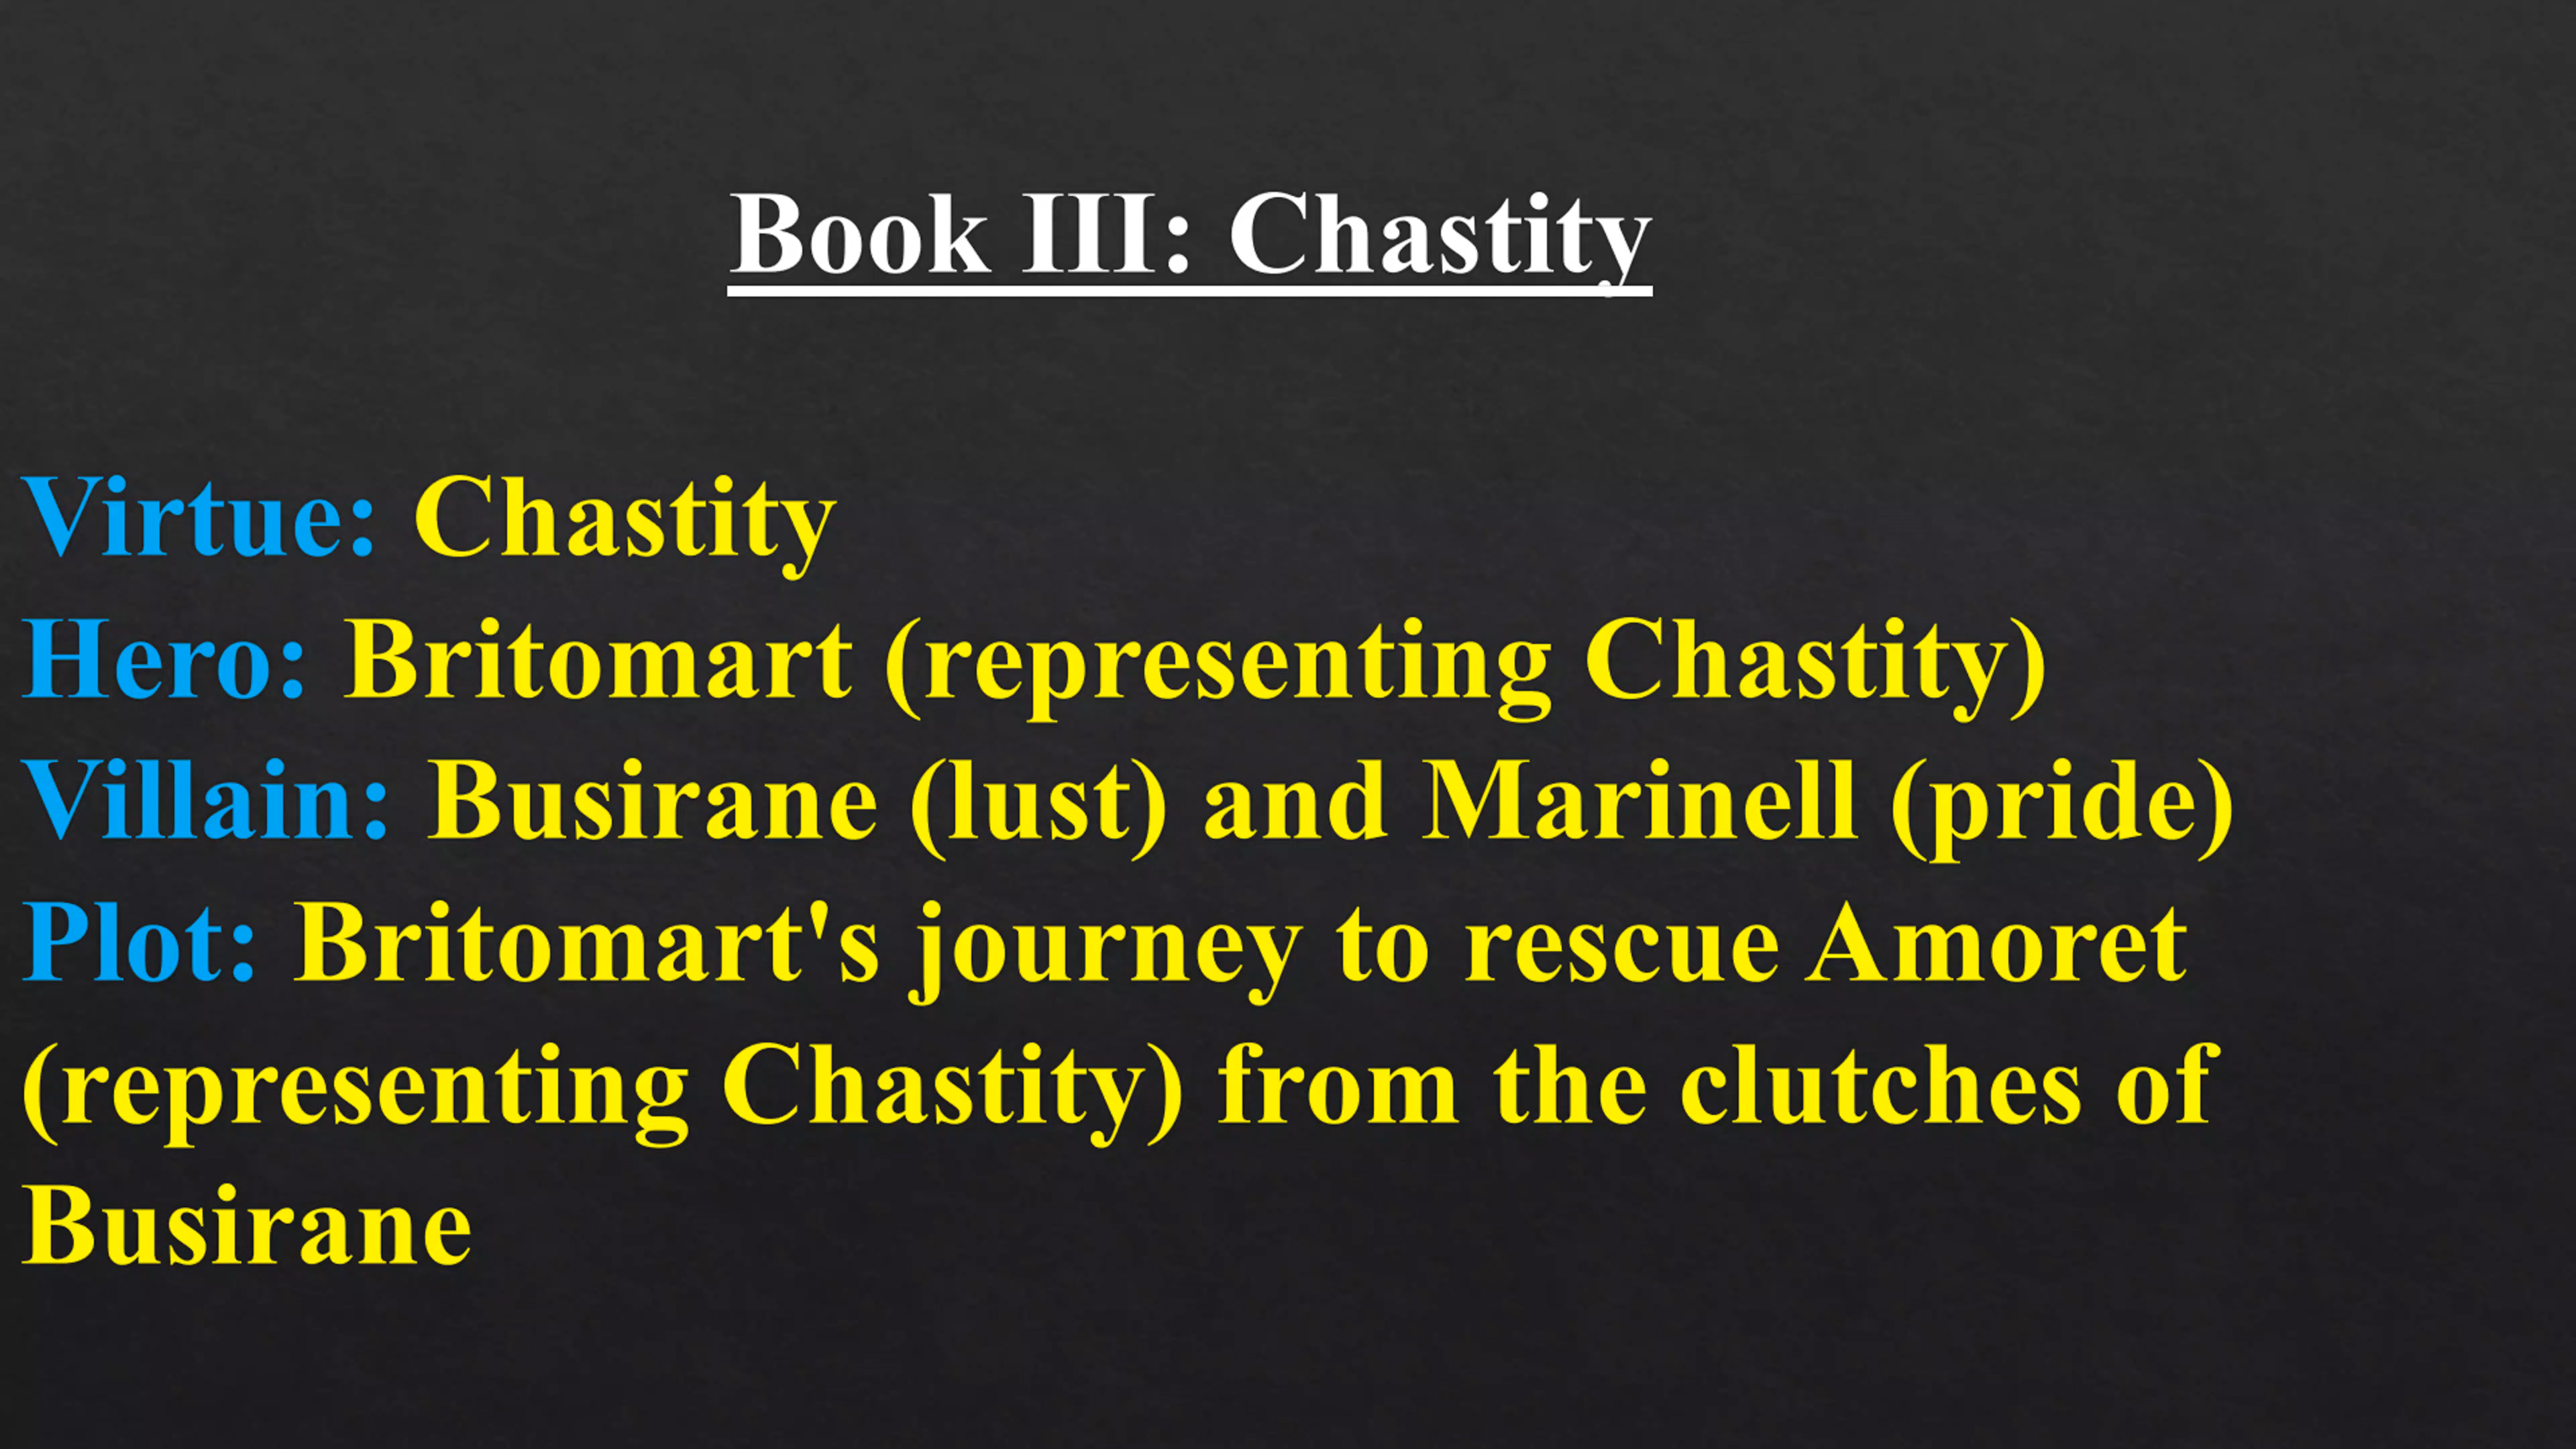 Book III: Chastity
Virtue: Chastity
Hero: Britomart (representing Chastity)
Villain: Busirane (lust) and Marinell (pride)
Plot: Britomart's journey to rescue Amoret
(representing Chastity) from the clutches of
Busirane